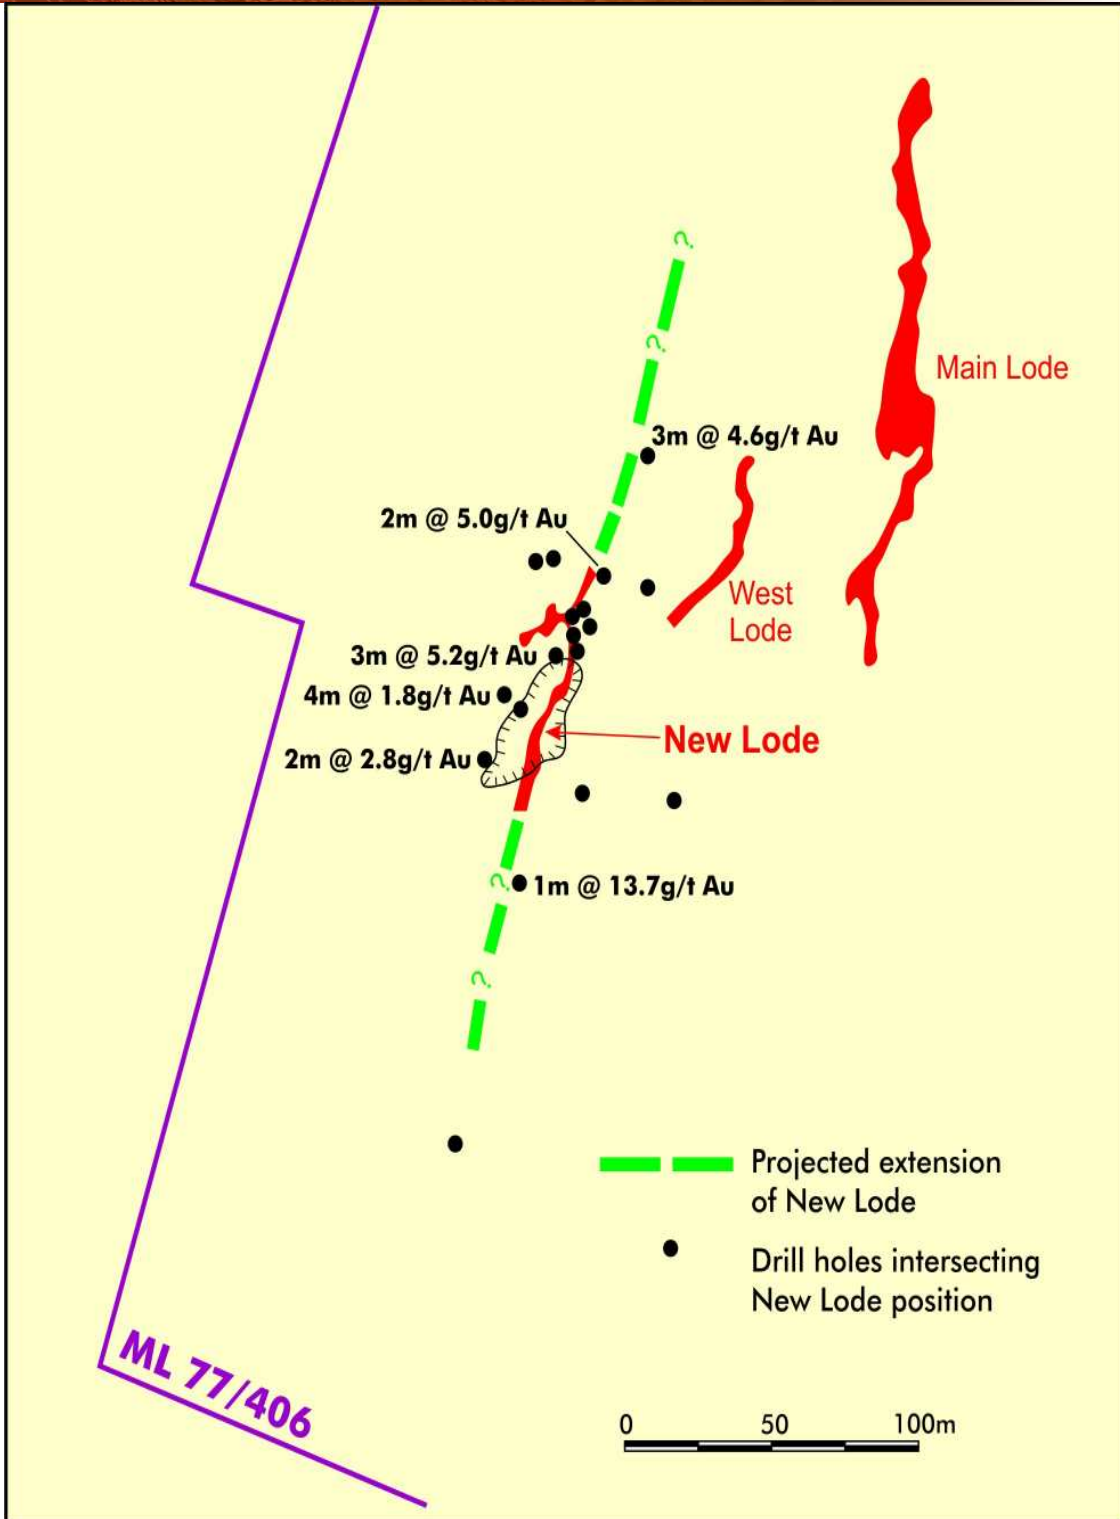 ?
?
Main Lode
3m @ 4.6g/t Au
2m @ 5.0g/t Au
West
Lode
3m @ 5.2g/t Au
4m @ 1.8g/t Au
New Lode
2m @ 2.8g/t Au
?
1m @ 13.7g/t Au
?
Projected extension
of New Lode
Drill holes intersecting
New Lode position
ML 77/406
0 50 100m